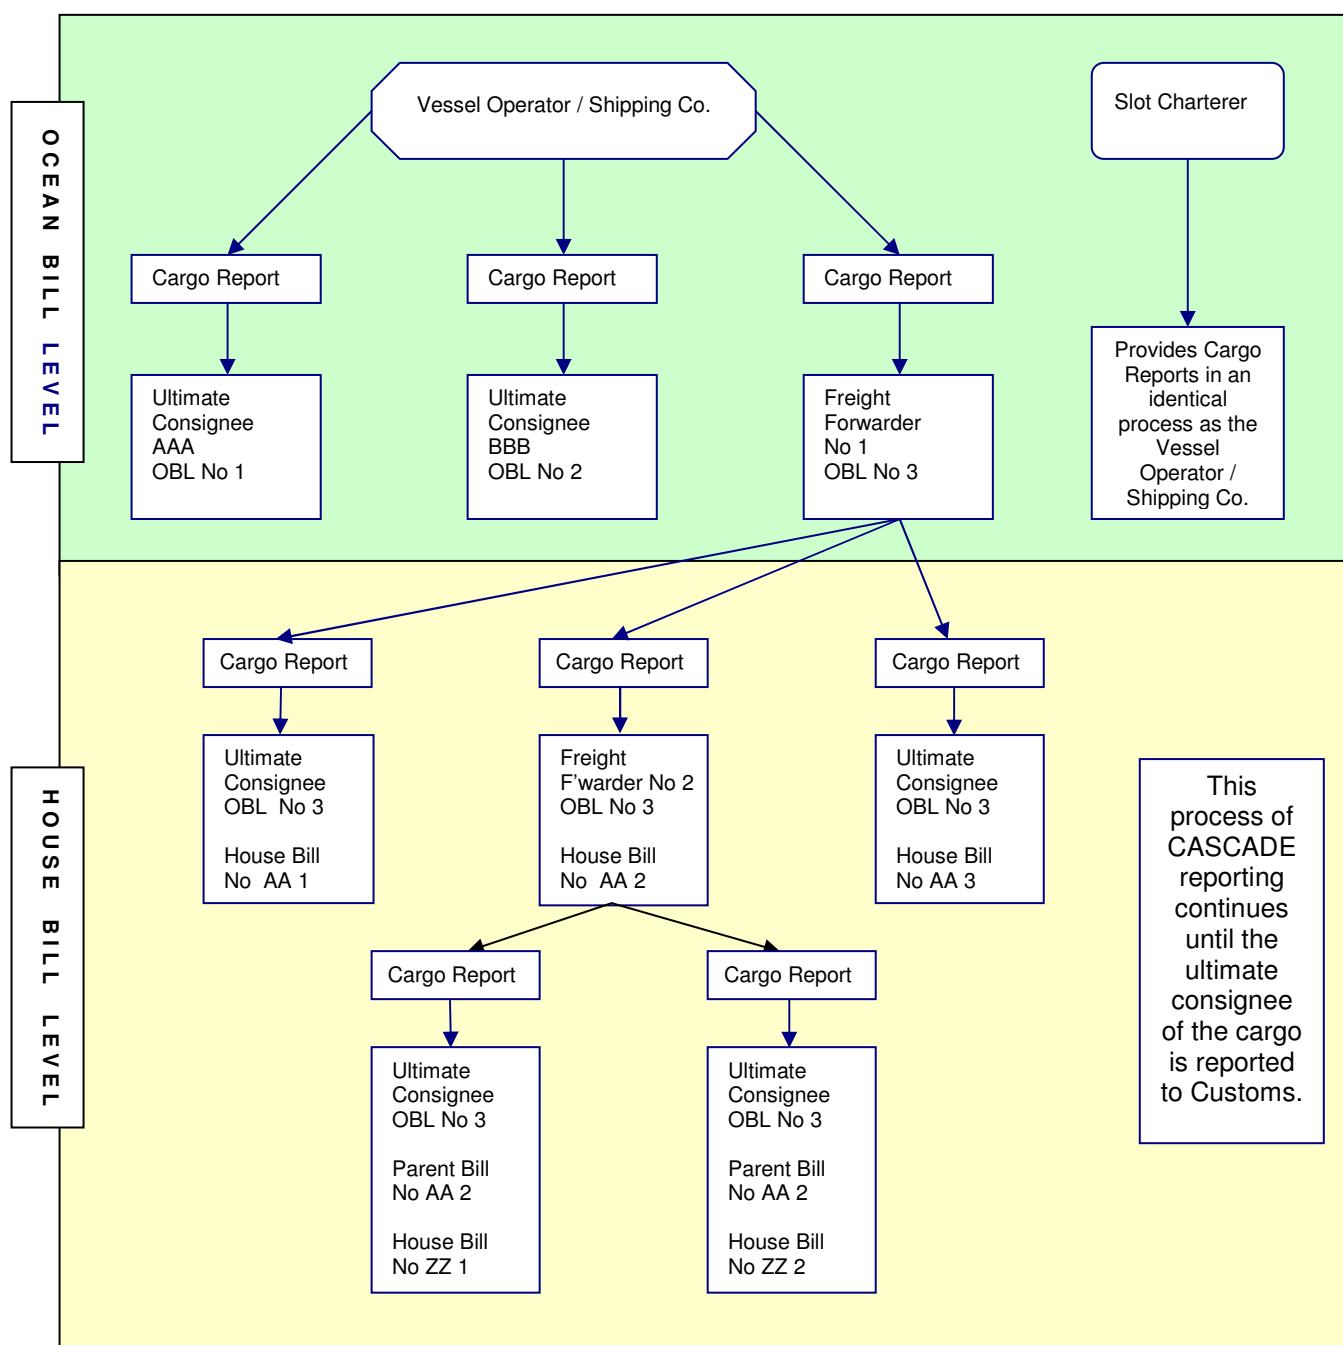 OCEAN BILL LEVEL
Vessel Operator / Shipping Co.
Slot Charterer
Cargo Report
Cargo Report
Cargo Report
Ultimate
Consignee
AAA
OBL No 1
Ultimate
Consignee
BBB
OBL No 2
Freight
Forwarder
No 1
OBL No 3
Provides Cargo
Reports in an
identical
process as the
Vessel
Operator /
Shipping Co.
HOUSE BILL LEVEL
Cargo Report
Cargo Report
Cargo Report
Ultimate
Consignee
OBL No 3
House Bill
No AA 1
Freight
F'warder No 2
OBL No 3
House Bill
No AA 2
Ultimate
Consignee
OBL No 3
House Bill
No AA 3
This
process of
CASCADE
reporting
continues
until the
ultimate
consignee
of the cargo
is reported
to Customs.
Cargo Report
Cargo Report
Ultimate
Consignee
OBL No 3
Parent Bill
No AA 2
House Bill
No ZZ 1
Ultimate
Consignee
OBL No 3
Parent Bill
No AA 2
House Bill
No ZZ 2